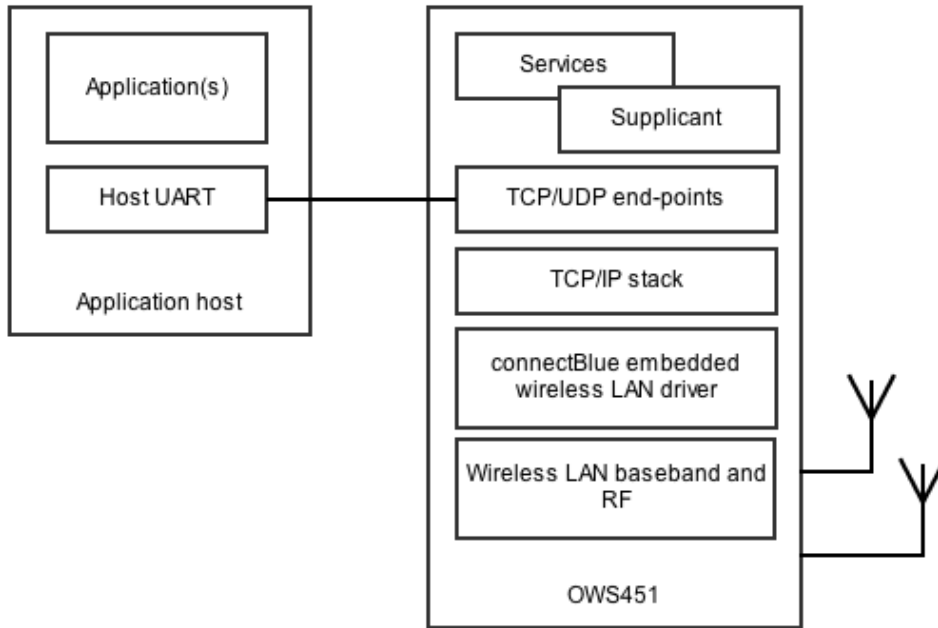 Application(s)
Host UART
Application host
Services
Supplicant
TCP/UDP end-points
TCP/IP stack
connectBlue embedded
wireless LAN driver
Wireless LAN baseband and
RF
OWS451